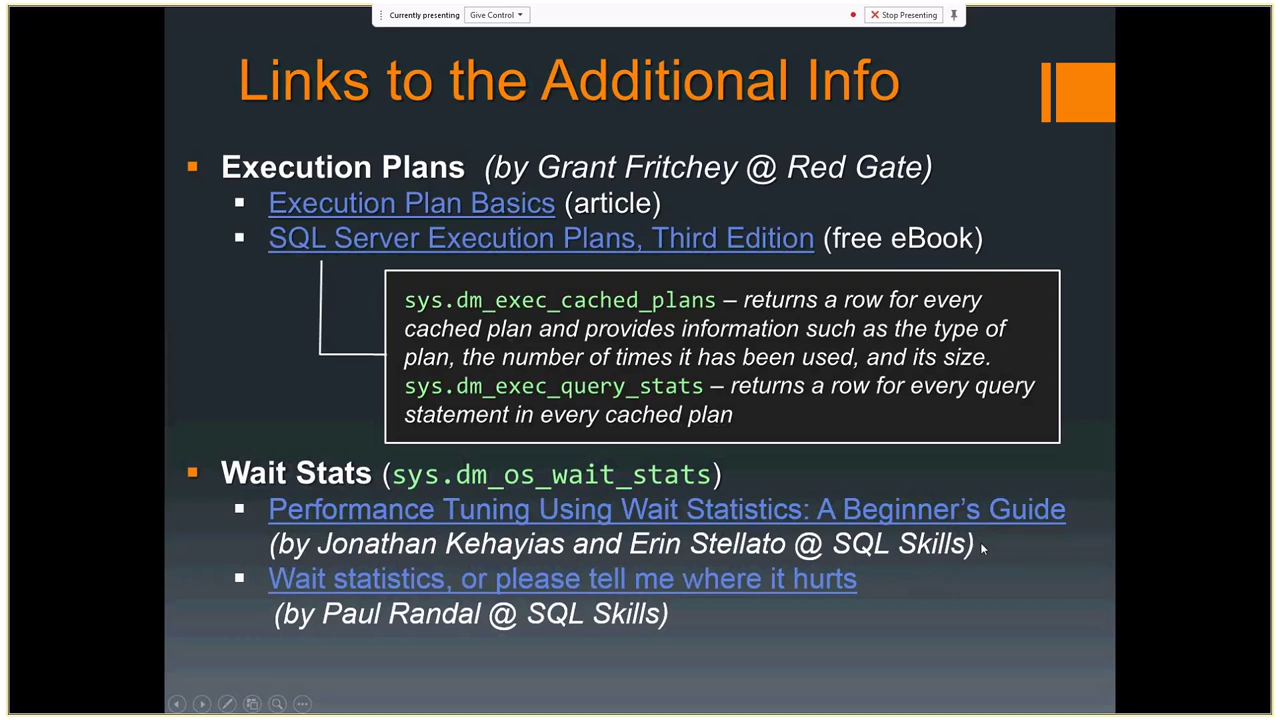 Currently presenting Give Control Stop Presenting
Links to the Additional Info
Execution Plans (by Grant Fritchey @ Red Gate)
Execution Plan Basics (article)
SQL Server Execution Plans, Third Edition (free eBook)
sys.dm_exec_cached_plans – returns a row for every
cached plan and provides information such as the type of
plan, the number of times it has been used, and its size.
sys.dm_exec_query_stats – returns a row for every query
statement in every cached plan
Wait Stats (sys.dm_os_wait_stats)
Performance Tuning Using Wait Statistics: A Beginner’s Guide
(by Jonathan Kehayias and Erin Stellato @ SQL Skills)
Wait statistics, or please tell me where it hurts
(by Paul Randal @ SQL Skills)